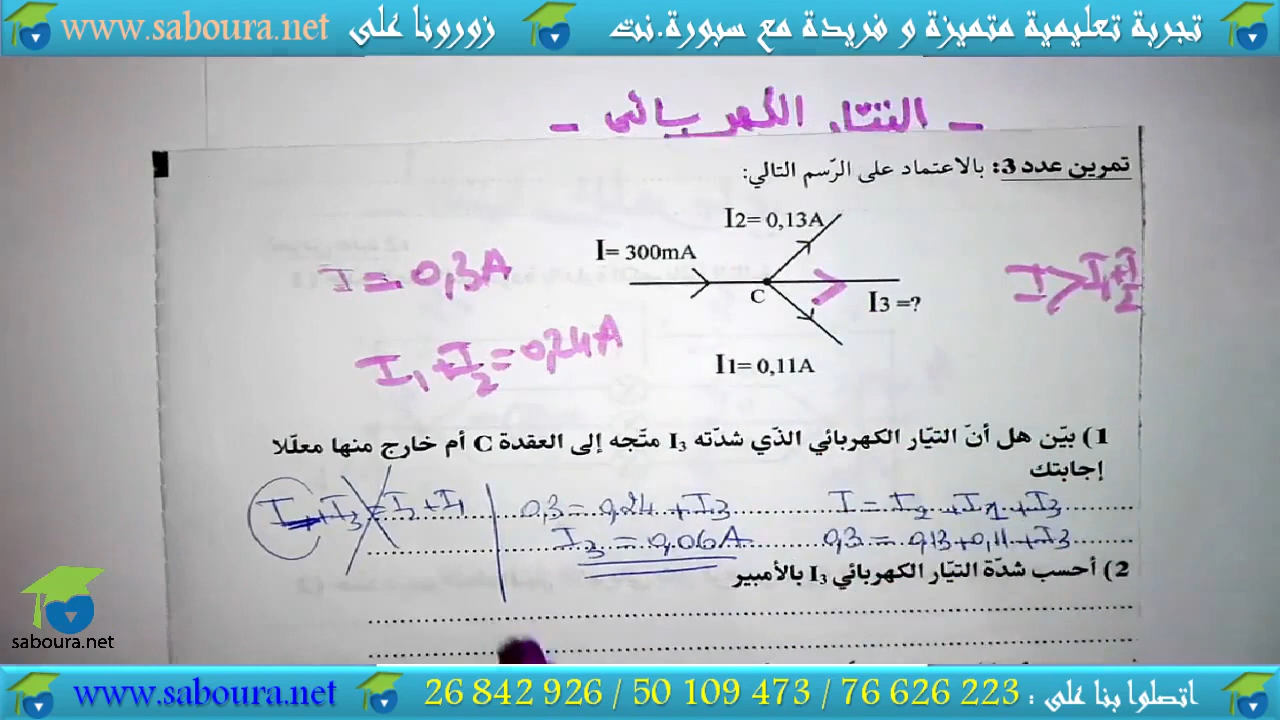 تجربة تعليمية متميزة و فريدة مع سبورة.نت زورونا على www.saboura.net
- التيّار الكهربائي -
تمرين عدد 3: بالاعتماد على الرّسم التالي:
I2= 0,13A
I= 300mA
C
I3 =?
I1= 0,11A
I = 0,3A
I1 + I2 = 0,24A
I > I1 + I2
1) بيّن هل أنّ التيّار الكهربائي الذّي شدّته I3 متّجه إلى العقدة C أم خارج منها معلّلا
إجابتك
I = I2 + I1 + I3
0,3 = 0,13 + 0,11 + I3
0,3 = 0,24 + I3
I3 = 0,06A
I + I3 = I2 + I1
2) أحسب شدّة التيّار الكهربائي I3 بالأمبير
saboura.net
اتصلوا بنا على : 26 842 926 / 50 109 473 / 76 626 223 www.saboura.net